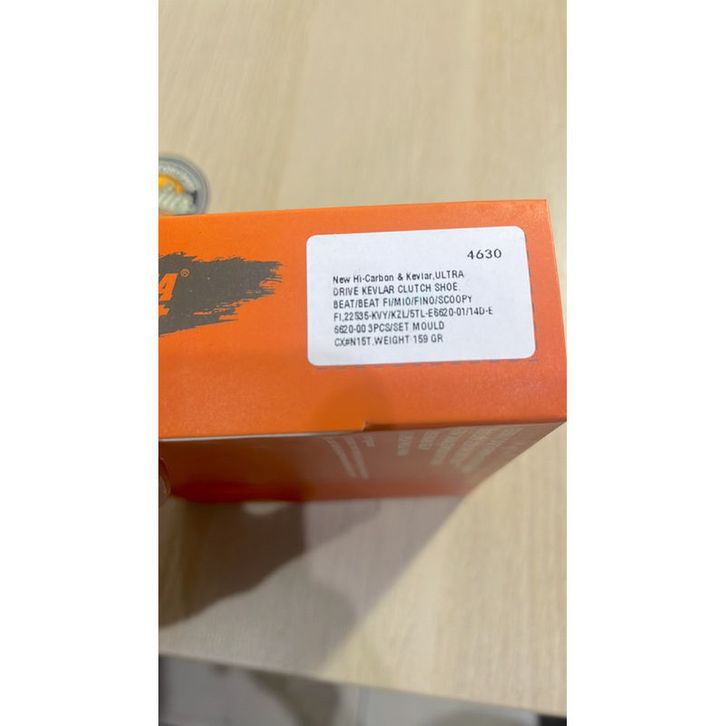 4630
New Hi-Carbon & Kevlar,ULTRA
DRIVE KEVLAR CLUTCH SHOE,
BEAT/BEAT FI/MIO/FINO/SCOOPY
FI,22535-KVY/KZL/5TL-E6620-01/14D-E
6620-00 3PCS/SET MOULD
CX#N15T,WEIGHT 159 GR